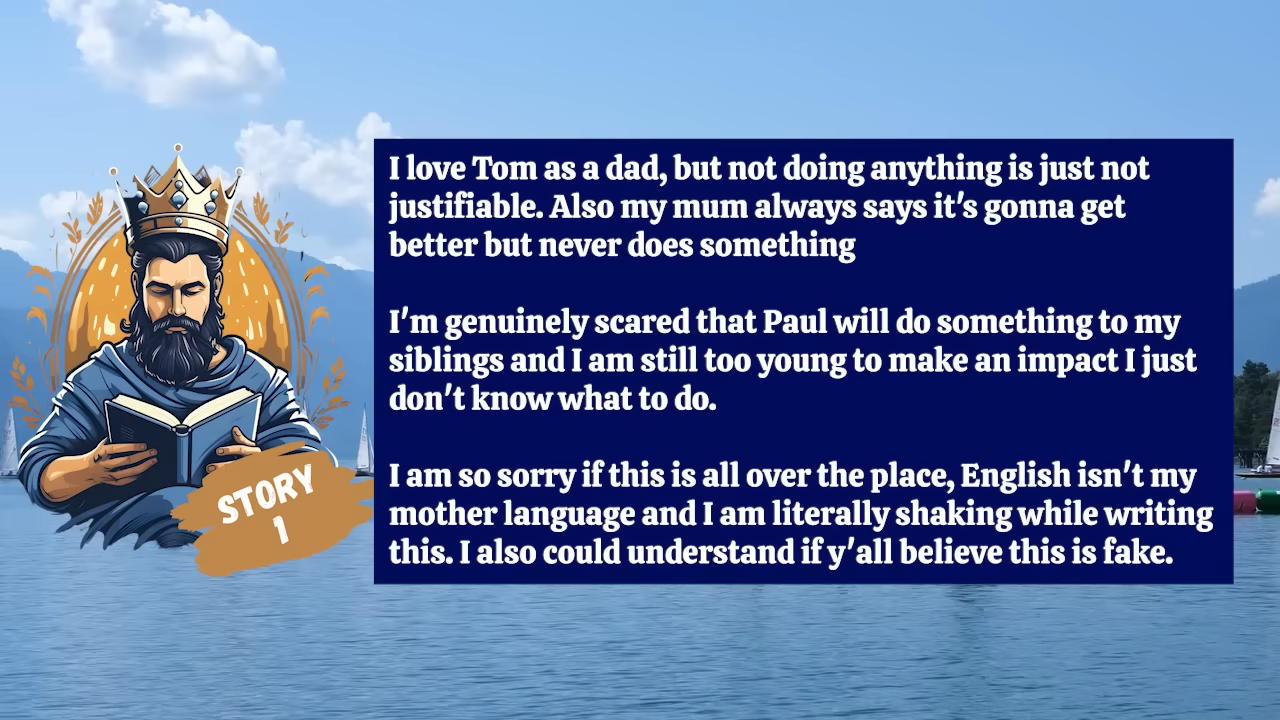 I love Tom as a dad, but not doing anything is just not
justifiable. Also my mum always says it's gonna get
better but never does something
I'm genuinely scared that Paul will do something to my
siblings and I am still too young to make an impact I just
don't know what to do.
I am so sorry if this is all over the place, English isn't my
mother language and I am literally shaking while writing
this. I also could understand if y'all believe this is fake.
STORY
1